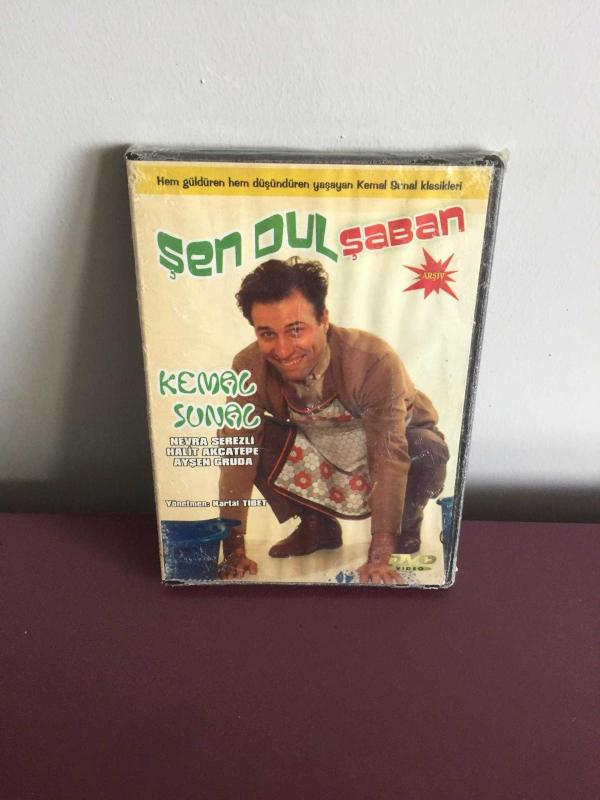 Hem güldüren hem düşündüren yaşayan Kemal Sunal klasikleri
Şen DUL ŞaBan
ARŞİV
KEMAL
SUNAL
NEVRA SEREZLİ
HALİT AKÇATEPE
AYŞEN GRUDA
Yönetmen: Kartal TİBET
DVD
VIDEO